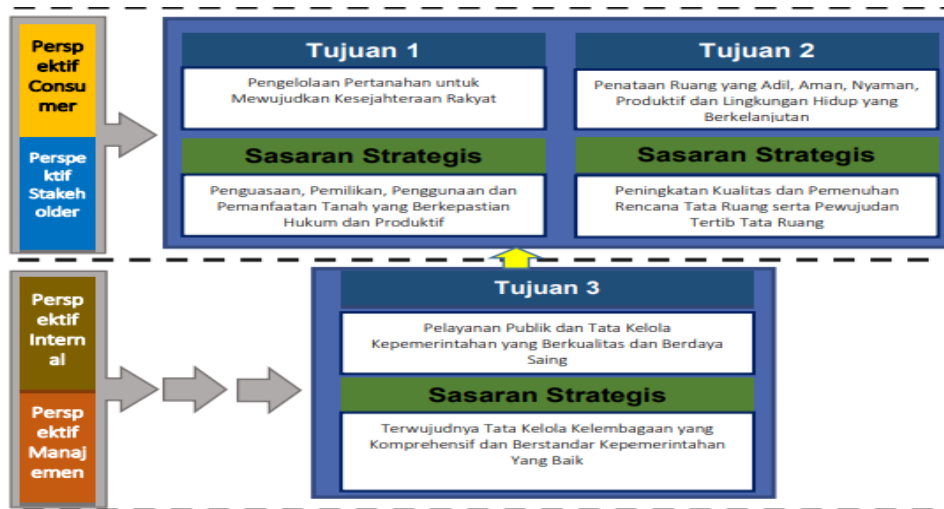 Persp
ektif
Consu
mer
Perspe
ktif
Stakeh
older
Tujuan 1
Pengelolaan Pertanahan untuk
Mewujudkan Kesejahteraan Rakyat
Sasaran Strategis
Penguasaan, Pemilikan, Penggunaan dan
Pemanfaatan Tanah yang Berkepastian
Hukum dan Produktif
Tujuan 2
Penataan Ruang yang Adil, Aman, Nyaman,
Produktif dan Lingkungan Hidup yang
Berkelanjutan
Sasaran Strategis
Peningkatan Kualitas dan Pemenuhan
Rencana Tata Ruang serta Pewujudan
Tertib Tata Ruang
Persp
ektif
Intern
al
Persp
ektif
Manaj
emen
Tujuan 3
Pelayanan Publik dan Tata Kelola
Kepemerintahan yang Berkualitas dan Berdaya
Saing
Sasaran Strategis
Terwujudnya Tata Kelola Kelembagaan yang
Komprehensif dan Berstandar Kepemerintahan
Yang Baik